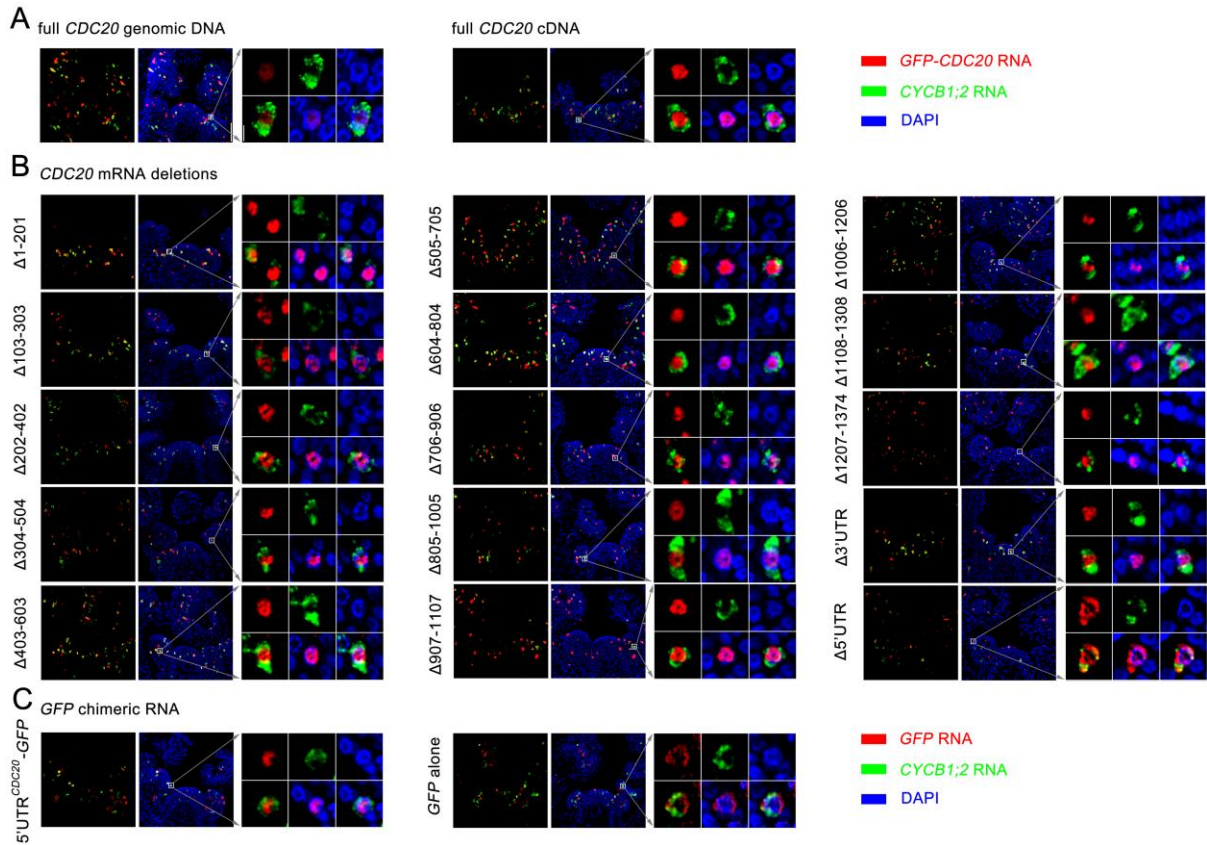 A
full CDC20 genomic DNA
full CDC20 cDNA
GFP-CDC20 RNA
CYCB1;2 RNA
DAPI
B
CDC20 mRNA deletions
Δ1-201
Δ103-303
Δ202-402
Δ304-504
Δ403-603
Δ505-705
Δ604-804
Δ706-906
Δ805-1005
Δ907-1107
Δ1006-1206
Δ1108-1308
Δ1207-1374
Δ3'UTR
Δ5'UTR
C
GFP chimeric RNA
5'UTRCDC20-GFP
GFP alone
GFP RNA
CYCB1;2 RNA
DAPI